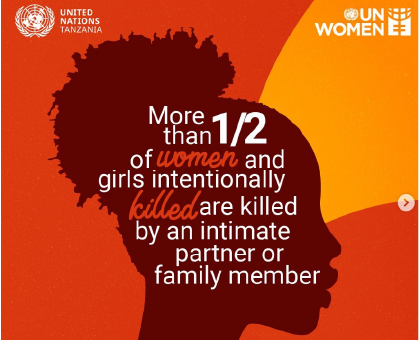 UNITED
NATIONS
TANZANIA
UN
WOMEN
More
than 1/2
of women and
girls intentionally
killed are killed
by an intimate
partner or
family member